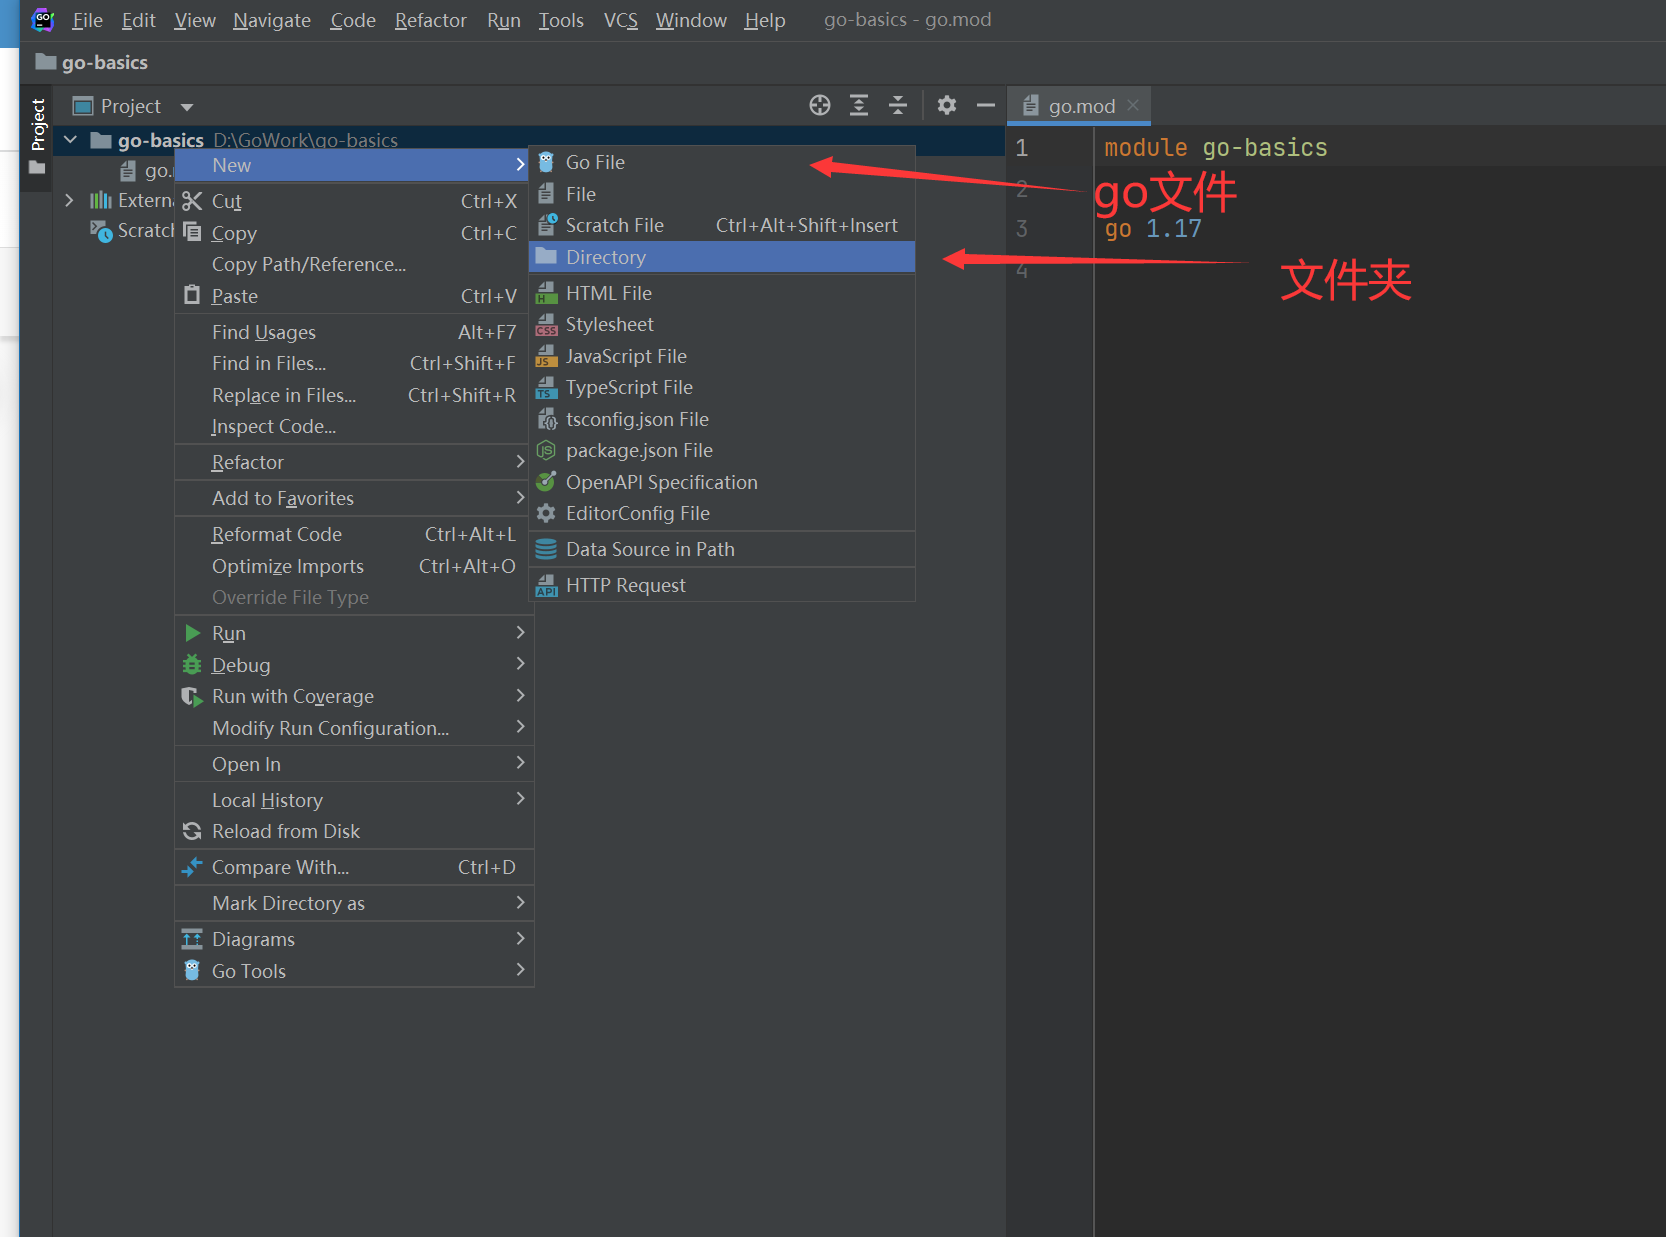 GO
File Edit View Navigate Code Refactor Run Tools VCS Window Help go-basics - go.mod
go-basics
Project
Project
go.mod
go-basics D:\GoWork\go-basics
go.
Extern
Scratch
New
Cut Ctrl+X
Copy Ctrl+C
Copy Path/Reference...
Paste Ctrl+V
Find Usages Alt+F7
Find in Files... Ctrl+Shift+F
Replace in Files... Ctrl+Shift+R
Inspect Code...
Refactor
Add to Favorites
Reformat Code Ctrl+Alt+L
Optimize Imports Ctrl+Alt+O
Override File Type
Run
Debug
Run with Coverage
Modify Run Configuration...
Open In
Local History
Reload from Disk
Compare With... Ctrl+D
Mark Directory as
Diagrams
Go Tools
Go File
File
Scratch File Ctrl+Alt+Shift+Insert
Directory
H HTML File
CSS Stylesheet
JS JavaScript File
TS TypeScript File
tsconfig.json File
JS package.json File
OpenAPI Specification
EditorConfig File
Data Source in Path
API HTTP Request
1 module go-basics
2
3 go 1.17
4
go文件
文件夹